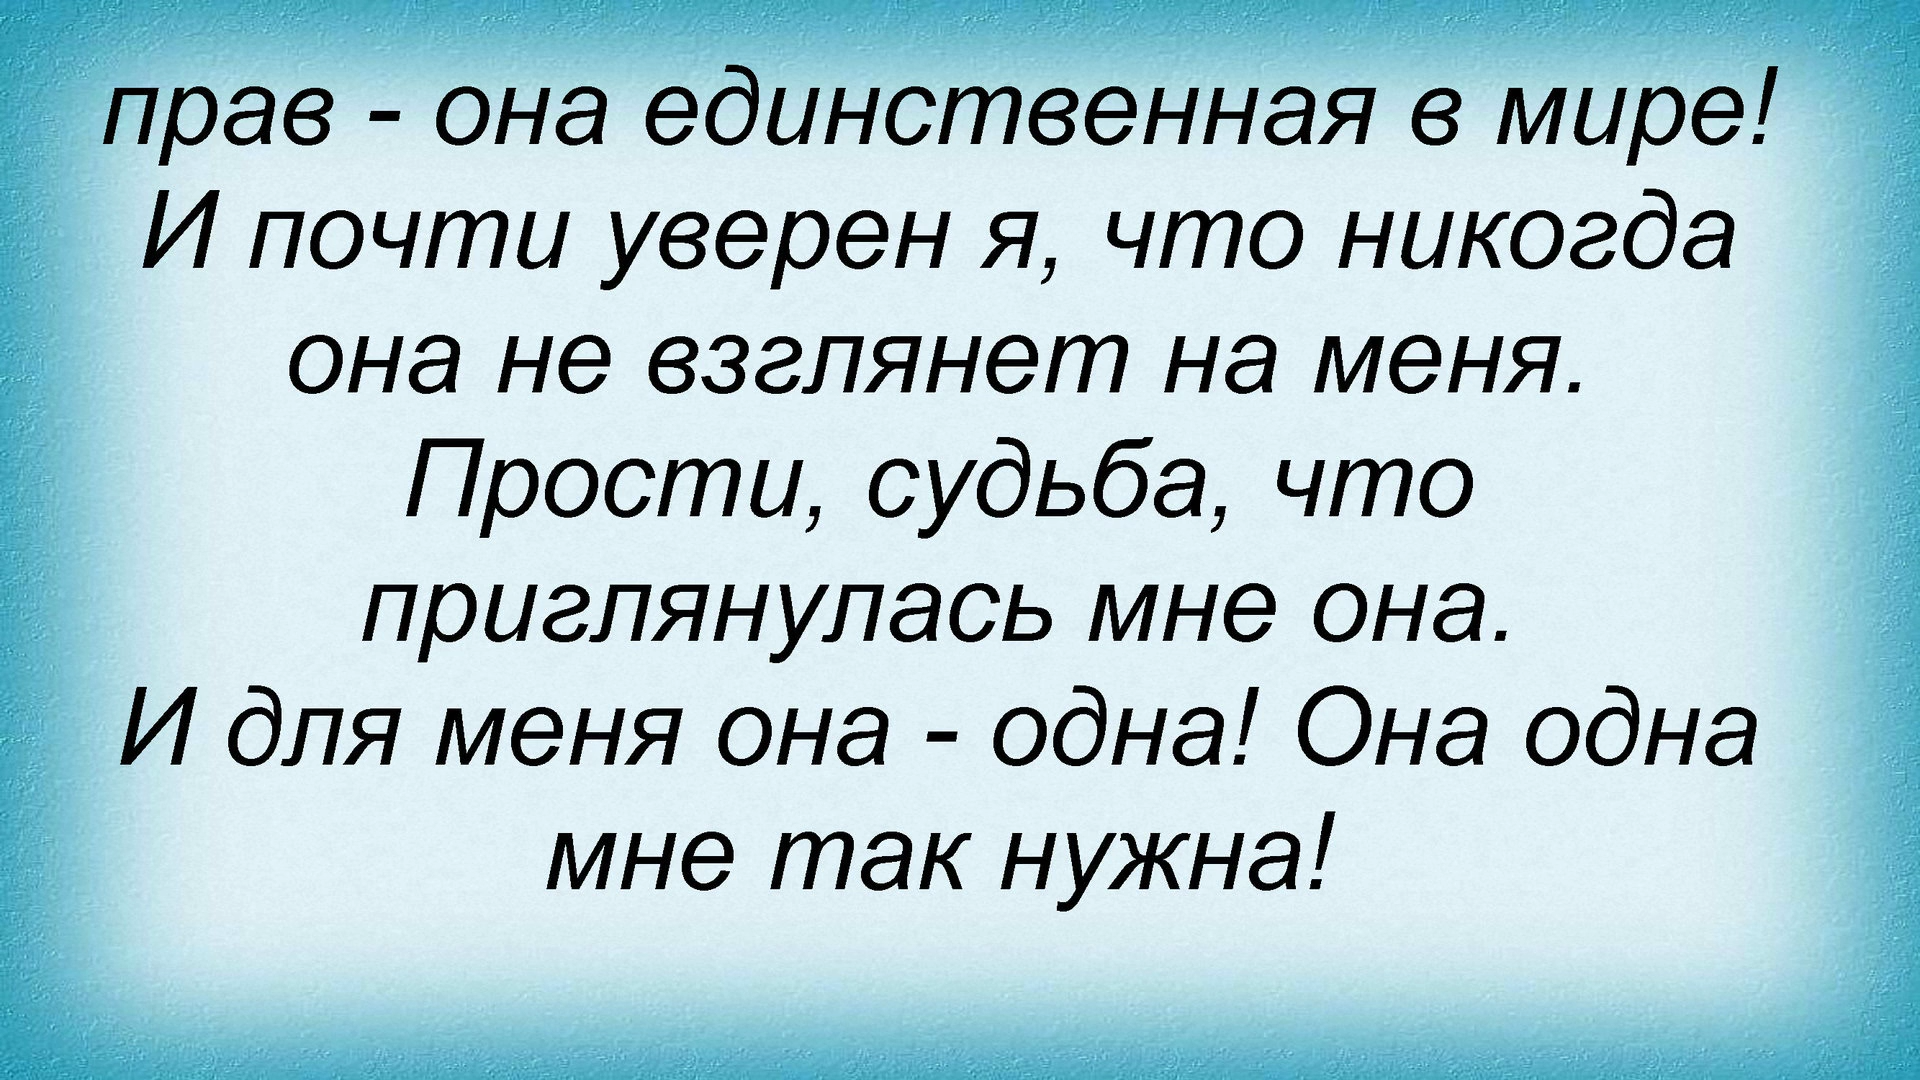 прав - она единственная в мире!
И почти уверен я, что никогда
она не взглянет на меня.
Прости, судьба, что
приглянулась мне она.
И для меня она - одна! Она одна
мне так нужна!